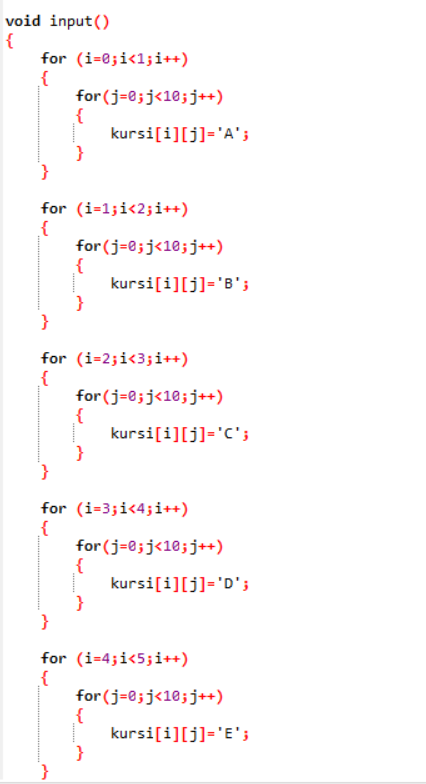 void input()
{
for (i=0;i<1;i++)
{
for(j=0;j<10;j++)
{
kursi[i][j]='A';
}
}
for (i=1;i<2;i++)
{
for(j=0;j<10;j++)
{
kursi[i][j]='B';
}
}
for (i=2;i<3;i++)
{
for(j=0;j<10;j++)
{
kursi[i][j]='C';
}
}
for (i=3;i<4;i++)
{
for(j=0;j<10;j++)
{
kursi[i][j]='D';
}
}
for (i=4;i<5;i++)
{
for(j=0;j<10;j++)
{
kursi[i][j]='E';
}
}